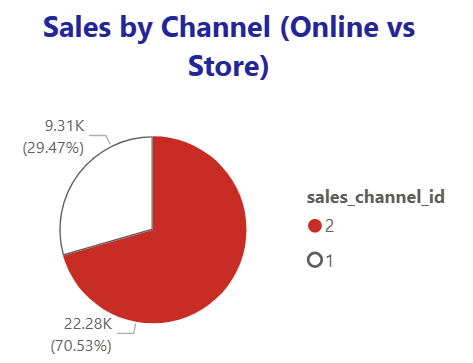 Sales by Channel (Online vs
Store)
9.31K
(29.47%)
sales_channel_id
2
1
22.28K
(70.53%)